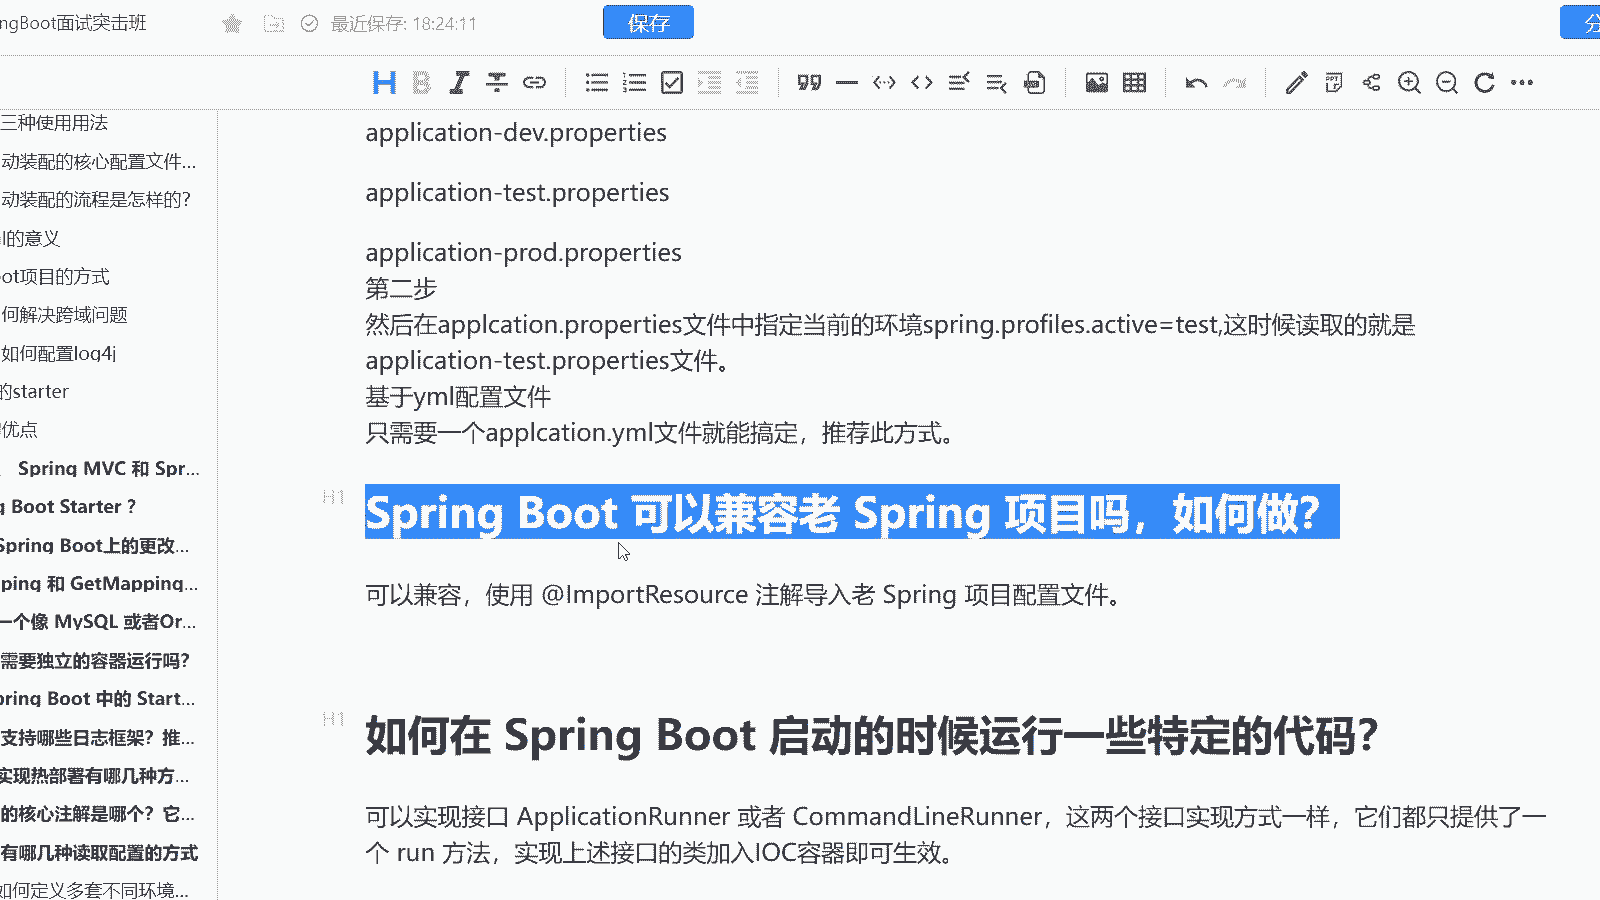 ngBoot面试突击班
最近保存: 18:24:11
保存
分
H B I
PPT
三种使用用法
动装配的核心配置文件...
动装配的流程是怎样的?
l的意义
ot项目的方式
何解决跨域问题
如何配置log4j
的starter
优点
Spring MVC 和 Spr...
g Boot Starter ?
Spring Boot上的更改...
ping 和 GetMapping...
一个像 MySQL 或者Or...
需要独立的容器运行吗?
pring Boot 中的 Start...
支持哪些日志框架? 推...
实现热部署有哪几种方...
的核心注解是哪个? 它...
有哪几种读取配置的方式
如何定义多套不同环境...
application-dev.properties
application-test.properties
application-prod.properties
第二步
然后在applcation.properties文件中指定当前的环境spring.profiles.active=test,这时候读取的就是
application-test.properties文件。
基于yml配置文件
只需要一个applcation.yml文件就能搞定，推荐此方式。
H1
Spring Boot 可以兼容老 Spring 项目吗，如何做?
可以兼容，使用 @ImportResource 注解导入老 Spring 项目配置文件。
H1
如何在 Spring Boot 启动的时候运行一些特定的代码?
可以实现接口 ApplicationRunner 或者 CommandLineRunner，这两个接口实现方式一样，它们都只提供了一
个 run 方法，实现上述接口的类加入IOC容器即可生效。